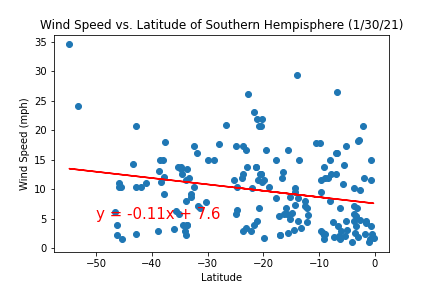 Wind Speed vs. Latitude of Southern Hempisphere (1/30/21)
35
30
25
20
15
10
5
0
Wind Speed (mph)
y = -0.11x + 7.6
−50 −40 −30 −20 −10 0
Latitude